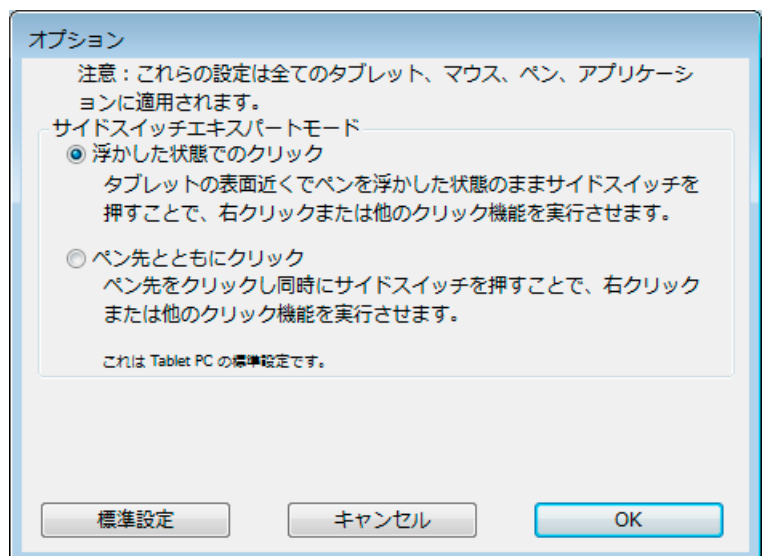 オプション
注意：これらの設定は全てのタブレット、マウス、ペン、アプリケーシ
ョンに適用されます。
サイドスイッチエキスパートモード
浮かした状態でのクリック
タブレットの表面近くでペンを浮かした状態のままサイドスイッチを
押すことで、右クリックまたは他のクリック機能を実行させます。
ペン先とともにクリック
ペン先をクリックし同時にサイドスイッチを押すことで、右クリック
または他のクリック機能を実行させます。
これは Tablet PC の標準設定です。
標準設定
キャンセル
OK